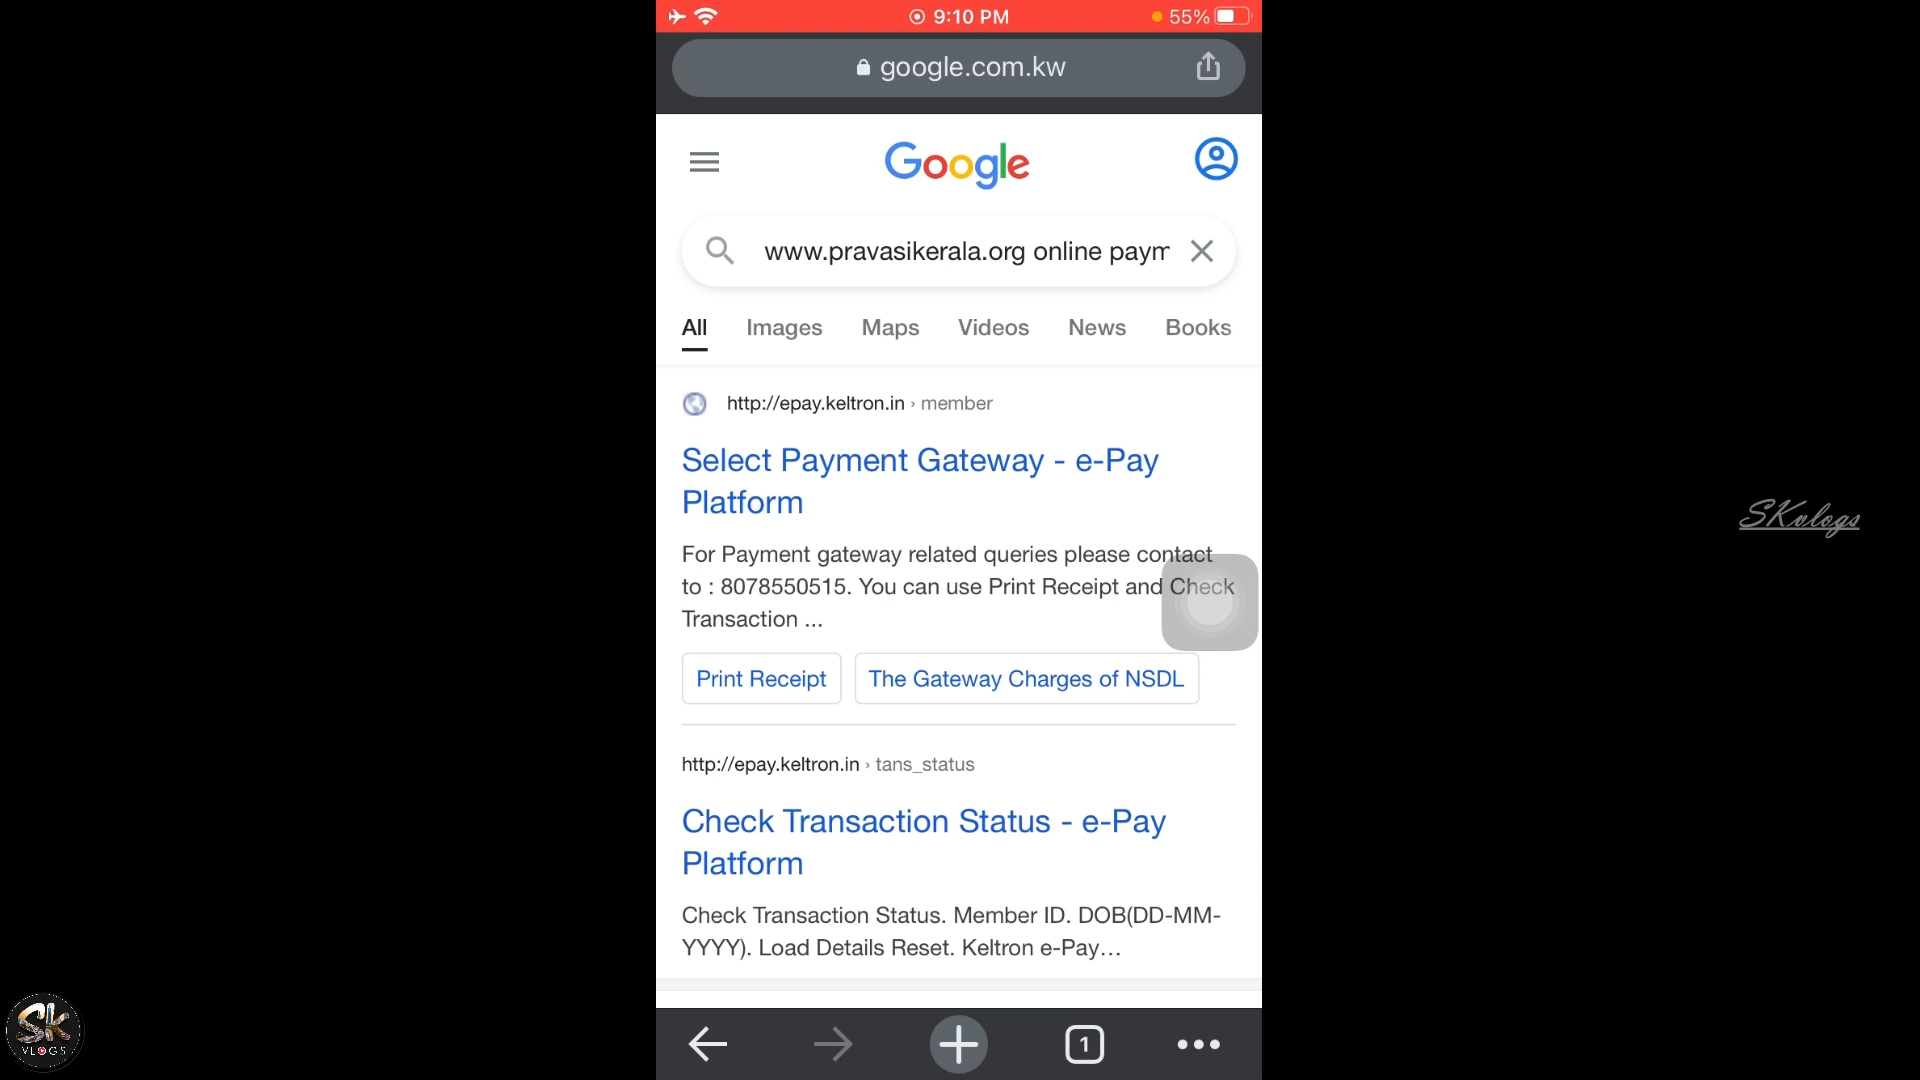 9:10 PM
55%
google.com.kw
Google
www.pravasikerala.org online paym
All Images Maps Videos News Books
http://epay.keltron.in › member
Select Payment Gateway - e-Pay
Platform
For Payment gateway related queries please contact
to : 8078550515. You can use Print Receipt and Check
Transaction ...
Print Receipt
The Gateway Charges of NSDL
http://epay.keltron.in › tans_status
Check Transaction Status - e-Pay
Platform
Check Transaction Status. Member ID. DOB(DD-MM-
YYYY). Load Details Reset. Keltron e-Pay...
1
SKvlogs
SK
VLOGS